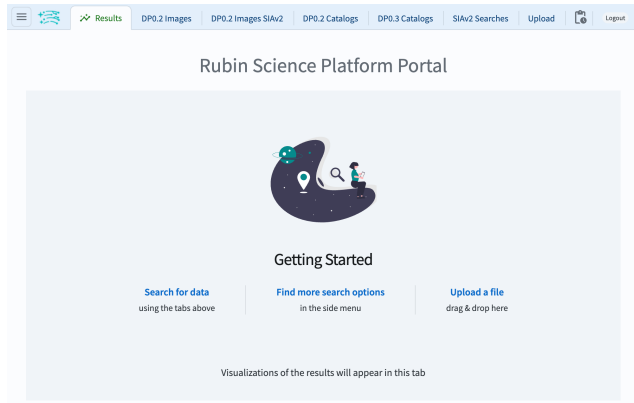 Results DP0.2 Images DP0.2 Images SIAv2 DP0.2 Catalogs DP0.3 Catalogs SIAv2 Searches Upload Logout
Rubin Science Platform Portal
Getting Started
Search for data Find more search options Upload a file
using the tabs above in the side menu drag & drop here
Visualizations of the results will appear in this tab